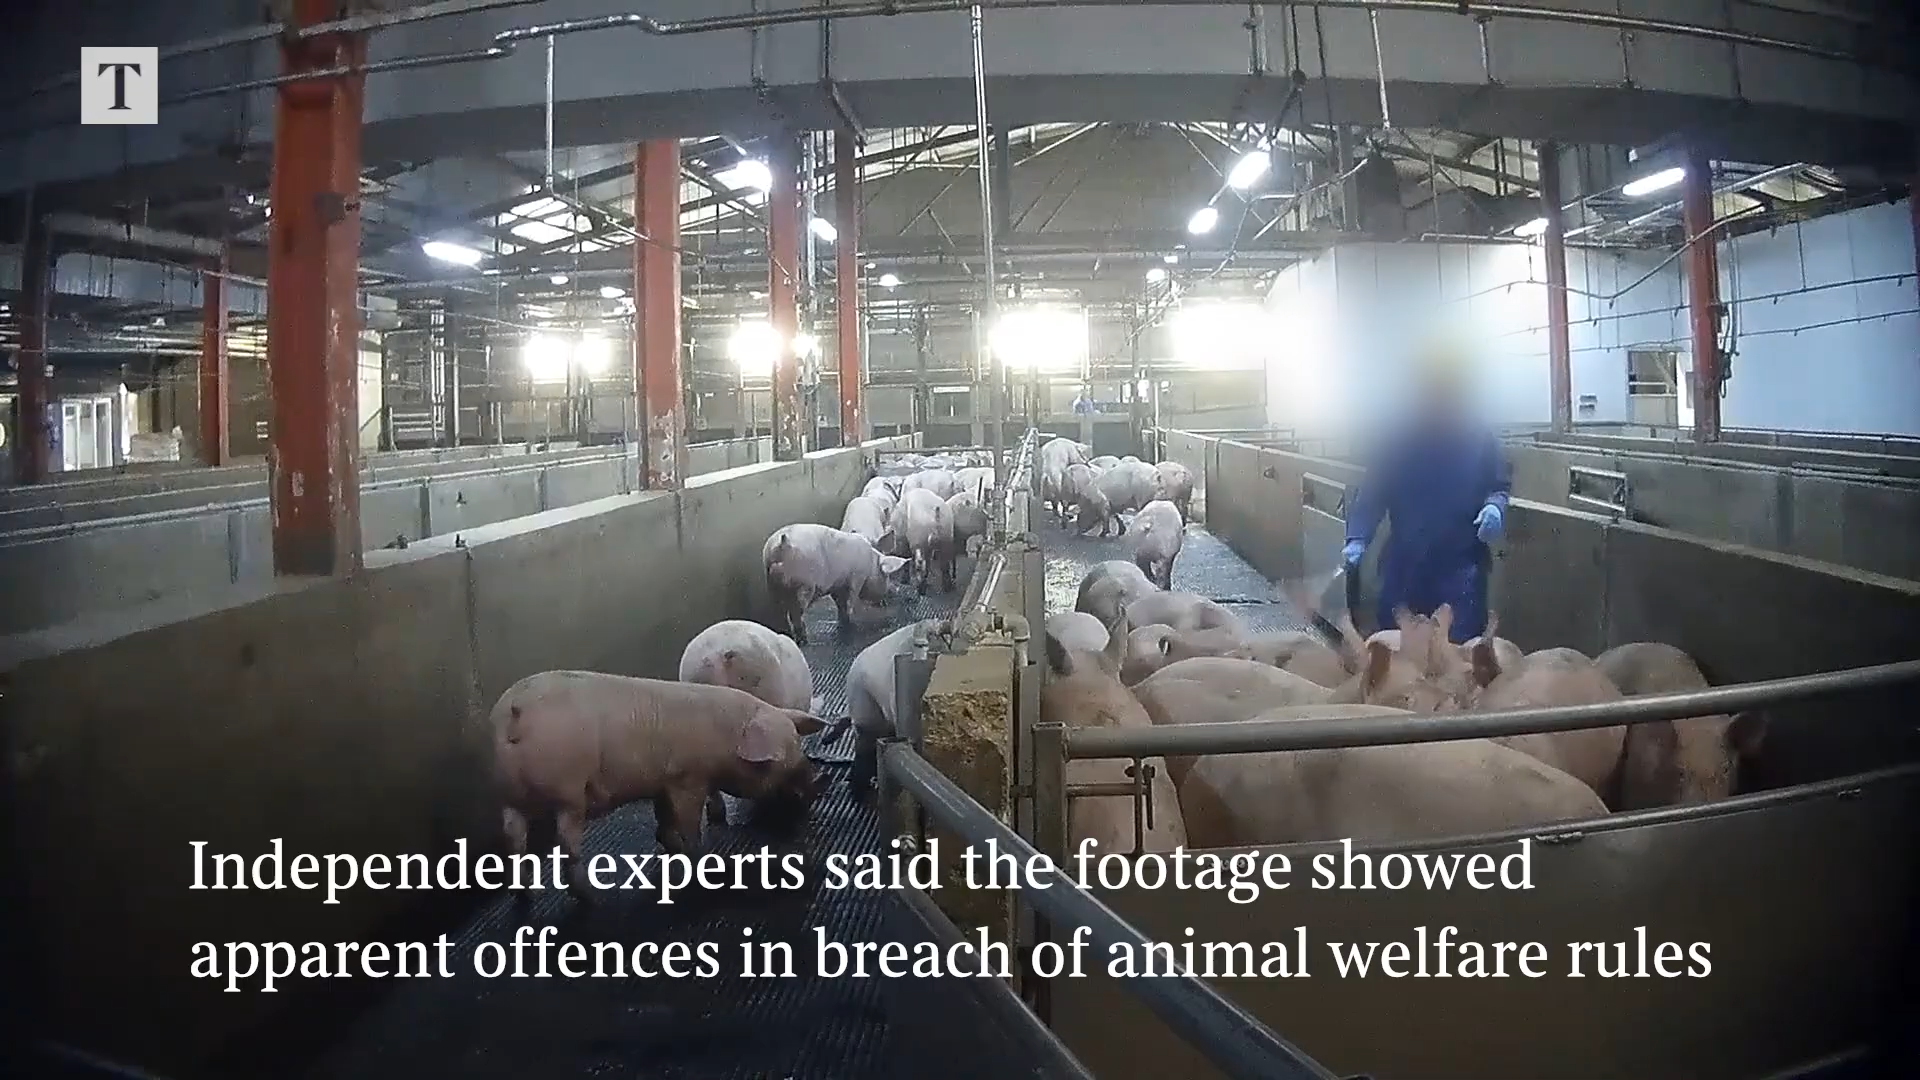 T
Independent experts said the footage showed
apparent offences in breach of animal welfare rules